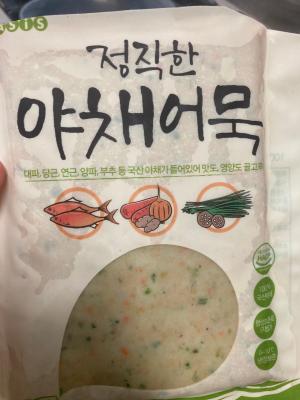 ASIS
정직한
야채어묵
대파, 당근, 연근, 양파, 부추 등 국산 야채가 들어있어 맛도, 영양도 골고루